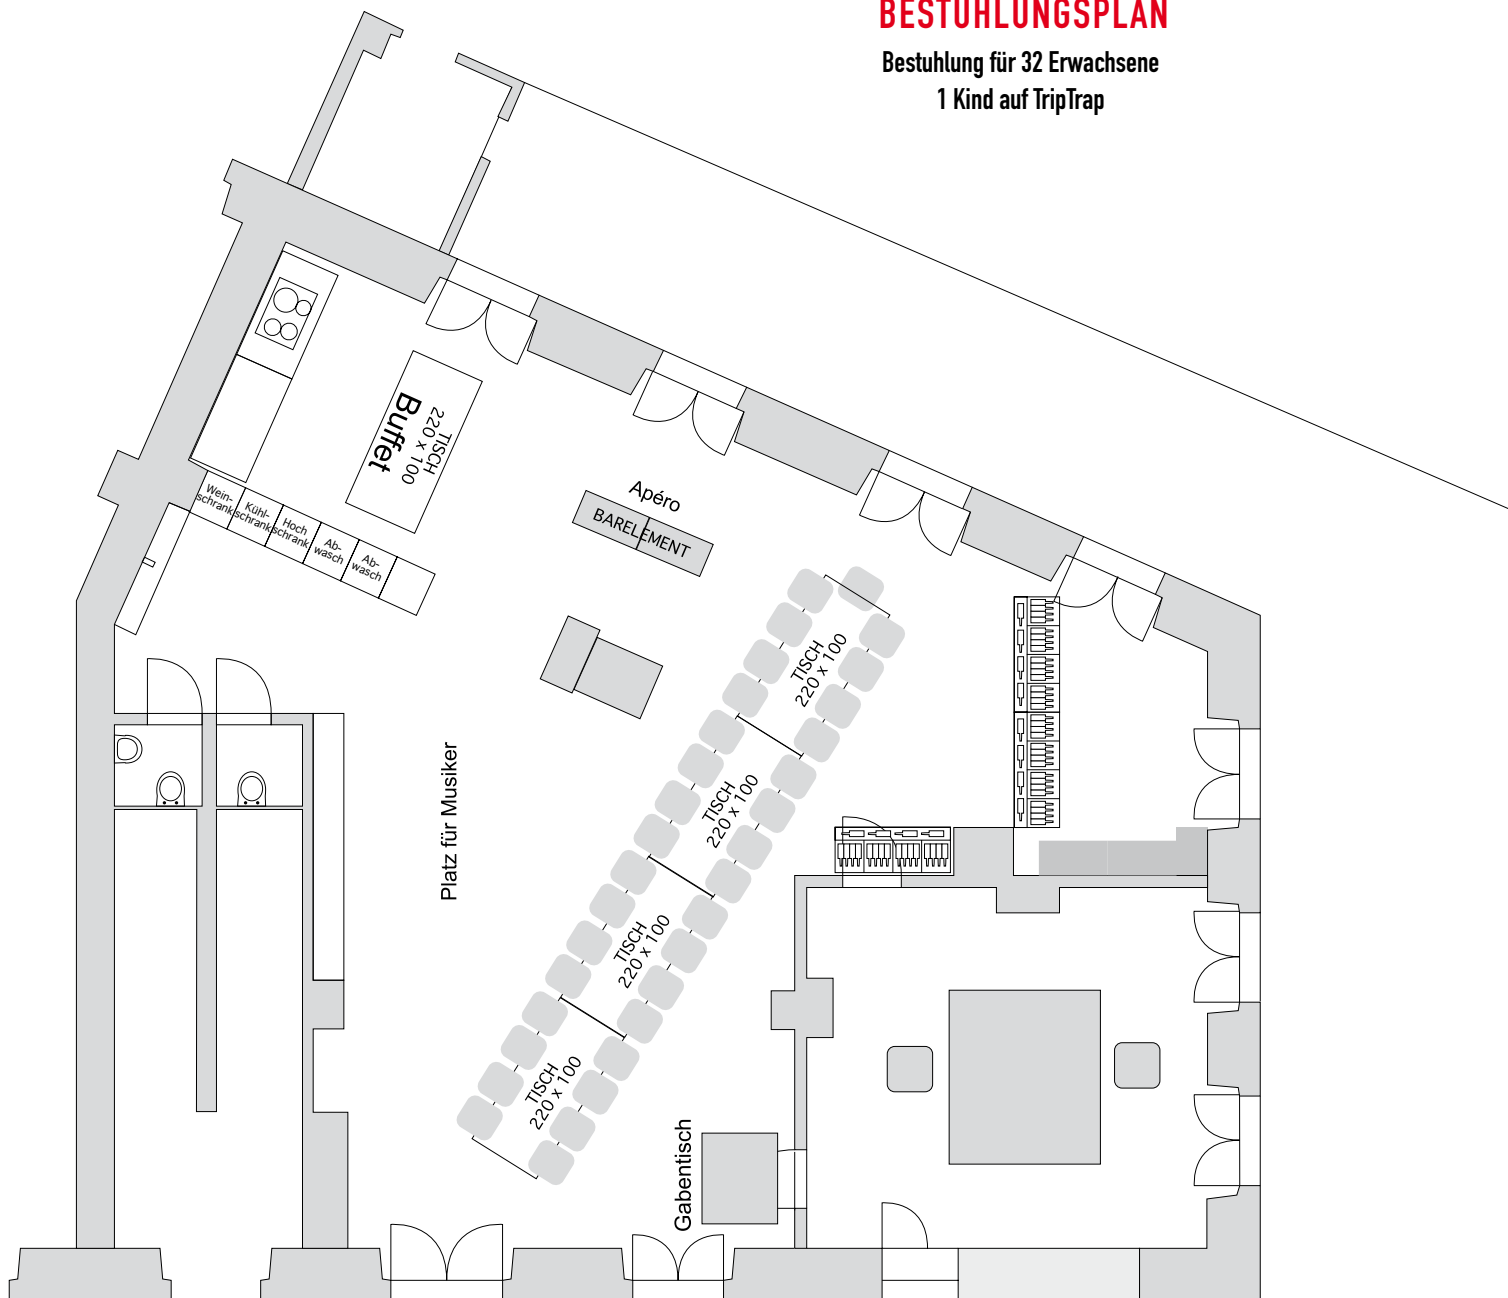 BESTUHLUNGSPLAN
Bestuhlung für 32 Erwachsene
1 Kind auf TripTrap
TISCH
220 x 100
Buffet
Wein-
schrank
Kühl-
schrank
Hoch
schrank
Ab-
wasch
Ab-
wasch
Apéro
BARELEMENT
TISCH
220 x 100
TISCH
220 x 100
TISCH
220 x 100
TISCH
220 x 100
Platz für Musiker
Gabentisch